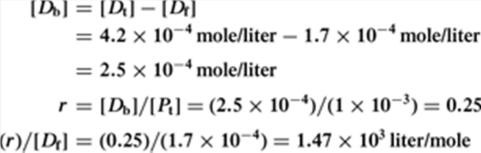 [D_b] = [D_t] − [D_f]
= 4.2 × 10⁻⁴ mole/liter − 1.7 × 10⁻⁴ mole/liter
= 2.5 × 10⁻⁴ mole/liter
r = [D_b]/[P_t] = (2.5 × 10⁻⁴)/(1 × 10⁻³) = 0.25
(r)/[D_f] = (0.25)/(1.7 × 10⁻⁴) = 1.47 × 10³ liter/mole